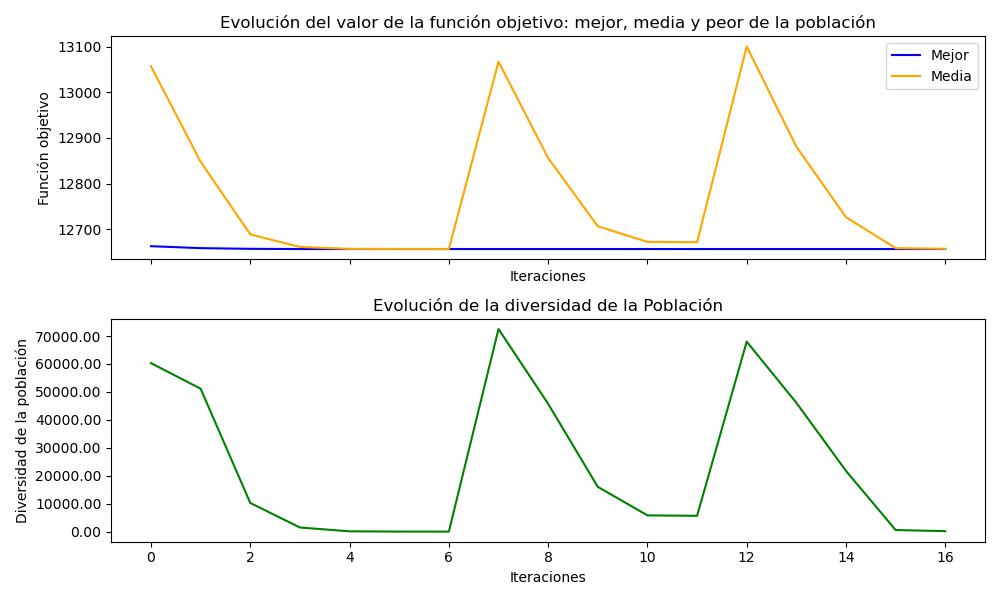 Evolución del valor de la función objetivo: mejor, media y peor de la población
13100
13000
12900
12800
12700
Función objetivo
Mejor
Media
Iteraciones
Evolución de la diversidad de la Población
70000.00
60000.00
50000.00
40000.00
30000.00
20000.00
10000.00
0.00
Diversidad de la población
0 2 4 6 8 10 12 14 16
Iteraciones